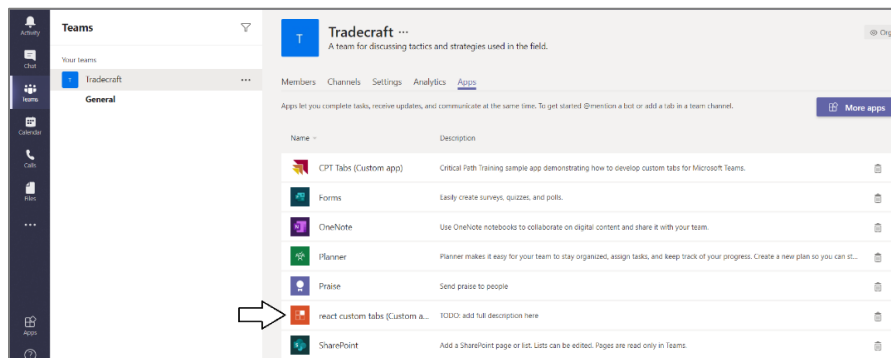 Activity
Chat
Teams
Calendar
Calls
Files
Apps
Teams
Your teams
T
Tradecraft
General
T
Tradecraft
A team for discussing tactics and strategies used in the field.
Org
Members Channels Settings Analytics Apps
Apps let you complete tasks, receive updates, and communicate at the same time. To get started @mention a bot or add a tab in a team channel.
More apps
Name Description
CPT Tabs (Custom app) Critical Path Training sample app demonstrating how to develop custom tabs for Microsoft Teams.
Forms Easily create surveys, quizzes, and polls.
OneNote Use OneNote notebooks to collaborate on digital content and share it with your team.
Planner Planner makes it easy for your team to stay organized, assign tasks, and keep track of your progress. Create a new plan so you can st...
Praise Send praise to people
react custom tabs (Custom a... TODO: add full description here
SharePoint Add a SharePoint page or list. Lists can be edited. Pages are read only in Teams.